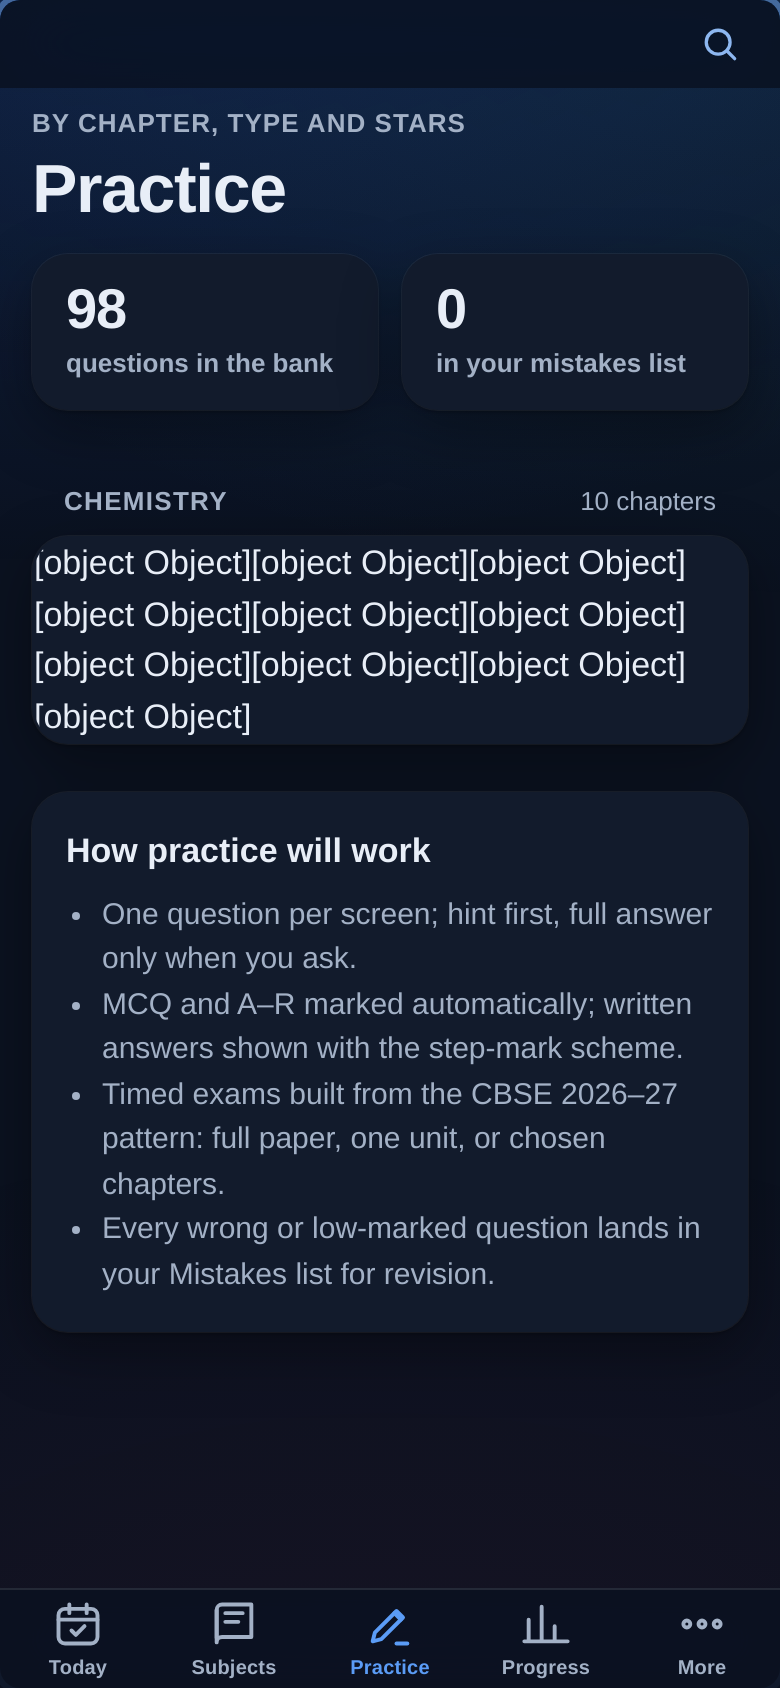 BY CHAPTER, TYPE AND STARS
Practice
98
questions in the bank
0
in your mistakes list
CHEMISTRY
10 chapters
[object Object][object Object][object Object]
[object Object][object Object][object Object]
[object Object][object Object][object Object]
[object Object]
How practice will work
• One question per screen; hint first, full answer
only when you ask.
• MCQ and A–R marked automatically; written
answers shown with the step-mark scheme.
• Timed exams built from the CBSE 2026–27
pattern: full paper, one unit, or chosen
chapters.
• Every wrong or low-marked question lands in
your Mistakes list for revision.
Today
Subjects
Practice
Progress
More